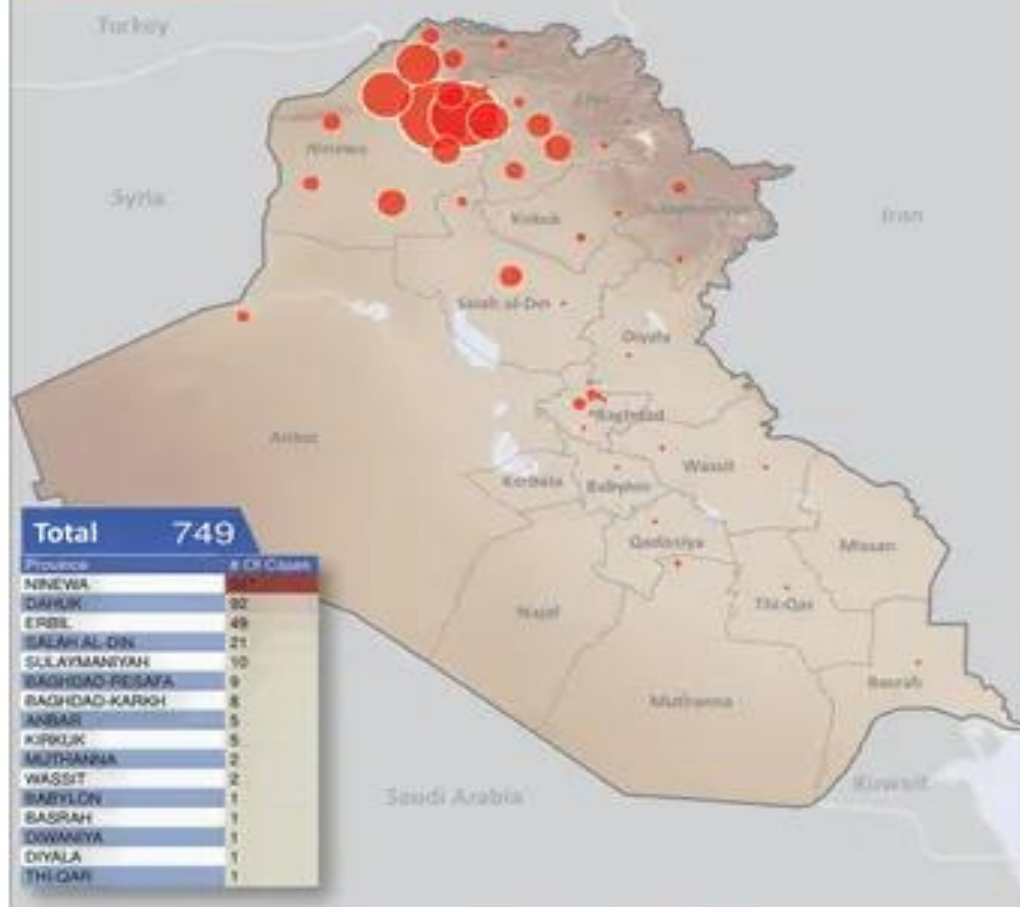 Turkey
Ninewa
Syria
Iran
Kirkuk
Salah al-Din
Diyala
Baghdad
Anbar
Wassit
Kerbala
Babylon
Qadisiya
Missan
Najaf
Thi-Qar
Basrah
Muthanna
Kuwait
Saudi Arabia
Total 749
Province # Of Cases
NINEWA
DAHUK 92
ERBIL 49
SALAH AL-DIN 21
SULAYMANIYAH 10
BAGHDAD-RESAFA 9
BAGHDAD-KARKH 8
ANBAR 5
KIRKUK 5
MUTHANNA 2
WASSIT 2
BABYLON 1
BASRAH 1
DIWANIYA 1
DIYALA 1
THI-QAR 1